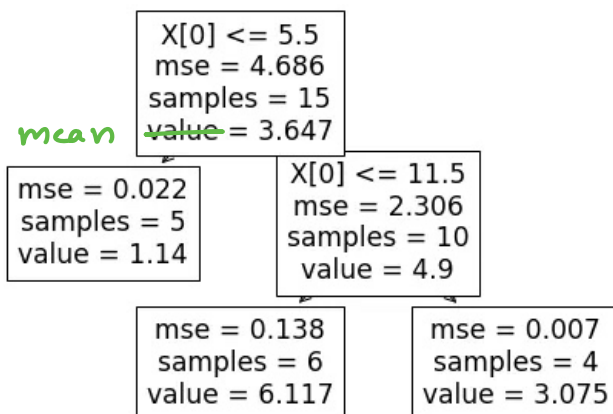 X[0] <= 5.5
mse = 4.686
samples = 15
mean value = 3.647
mse = 0.022
samples = 5
value = 1.14
X[0] <= 11.5
mse = 2.306
samples = 10
value = 4.9
mse = 0.138
samples = 6
value = 6.117
mse = 0.007
samples = 4
value = 3.075